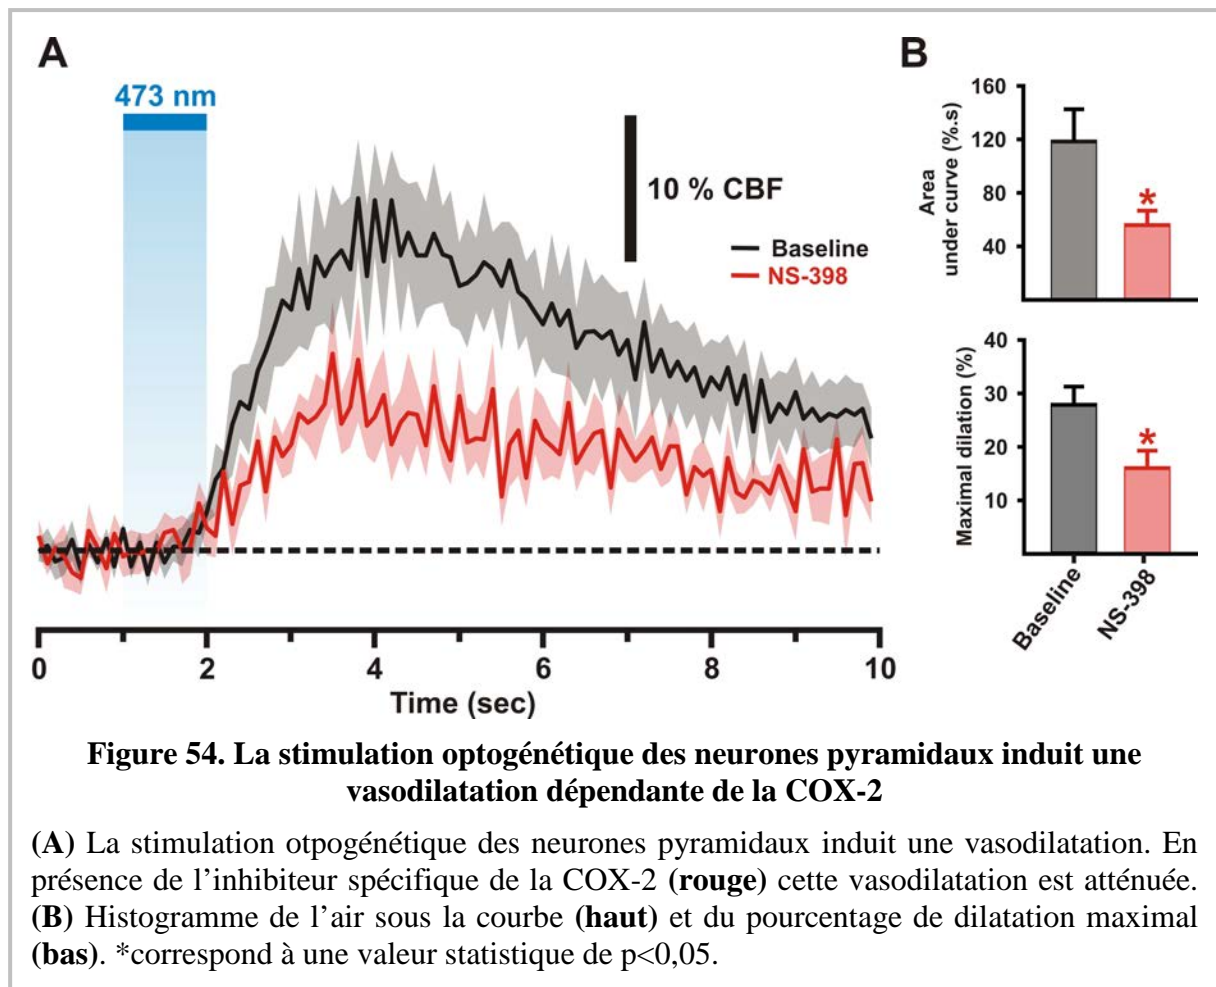 A
B
473 nm
10 % CBF
Baseline
NS-398
0
2
4
6
8
10
Time (sec)
160
120
80
40
Area
under curve (%.s)
*
40
30
20
10
Maximal dilation (%)
*
Baseline
NS-398
Figure 54. La stimulation optogénétique des neurones pyramidaux induit une
vasodilatation dépendante de la COX-2
(A) La stimulation otpogénétique des neurones pyramidaux induit une vasodilatation. En
présence de l’inhibiteur spécifique de la COX-2 (rouge) cette vasodilatation est atténuée.
(B) Histogramme de l’air sous la courbe (haut) et du pourcentage de dilatation maximal
(bas). *correspond à une valeur statistique de p<0,05.